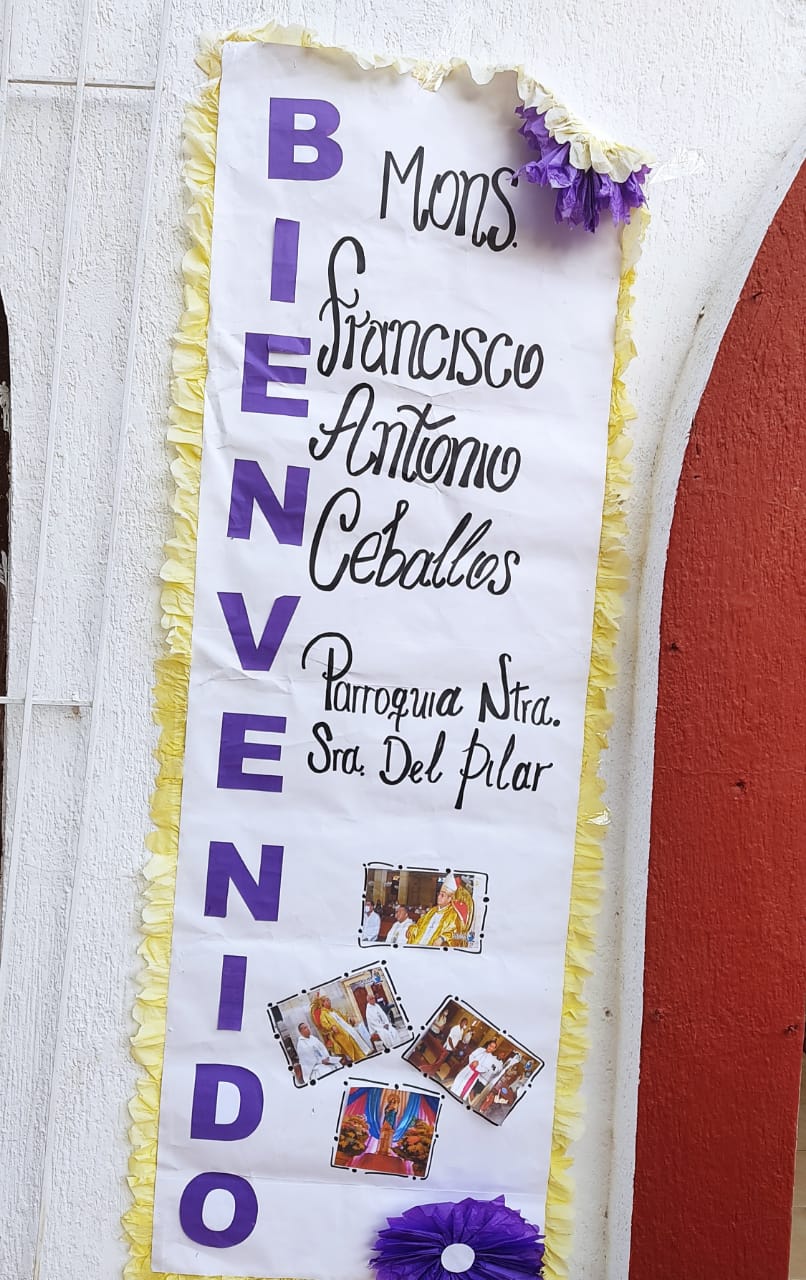 BIENVENIDO
Mons.
Francisco
Antonio
Ceballos
Parroquia Ntra.
Sra. Del Pilar